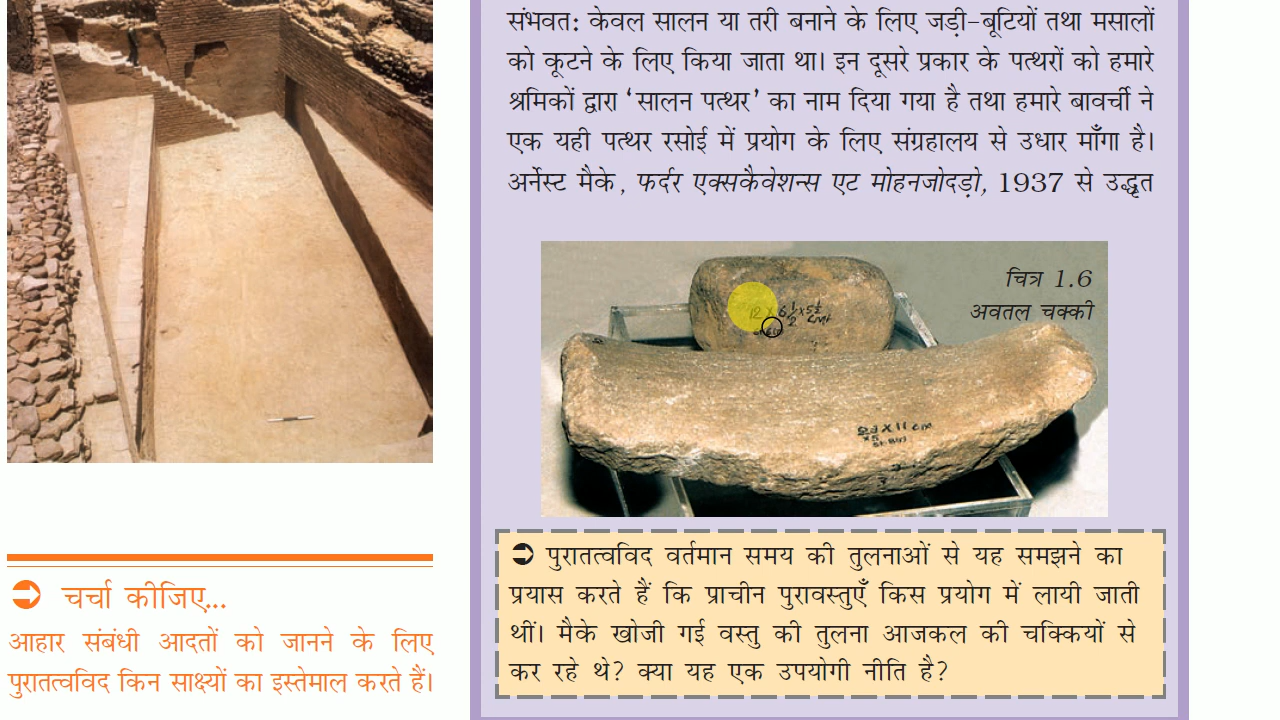 संभवत: केवल सालन या तरी बनाने के लिए जड़ी-बूटियों तथा मसालों
को कूटने के लिए किया जाता था। इन दूसरे प्रकार के पत्थरों को हमारे
श्रमिकों द्वारा ‘सालन पत्थर’ का नाम दिया गया है तथा हमारे बावर्ची ने
एक यही पत्थर रसोई में प्रयोग के लिए संग्रहालय से उधार माँगा है।
अर्नेस्ट मैके, फर्दर एक्सकैवेशन्स एट मोहनजोदड़ो, 1937 से उद्धृत
चित्र 1.6
अवतल चक्की
➲ पुरातत्वविद वर्तमान समय की तुलनाओं से यह समझने का
प्रयास करते हैं कि प्राचीन पुरावस्तुएँ किस प्रयोग में लायी जाती
थीं। मैके खोजी गई वस्तु की तुलना आजकल की चक्कियों से
कर रहे थे? क्या यह एक उपयोगी नीति है?
➲ चर्चा कीजिए...
आहार संबंधी आदतों को जानने के लिए
पुरातत्वविद किन साक्ष्यों का इस्तेमाल करते हैं।